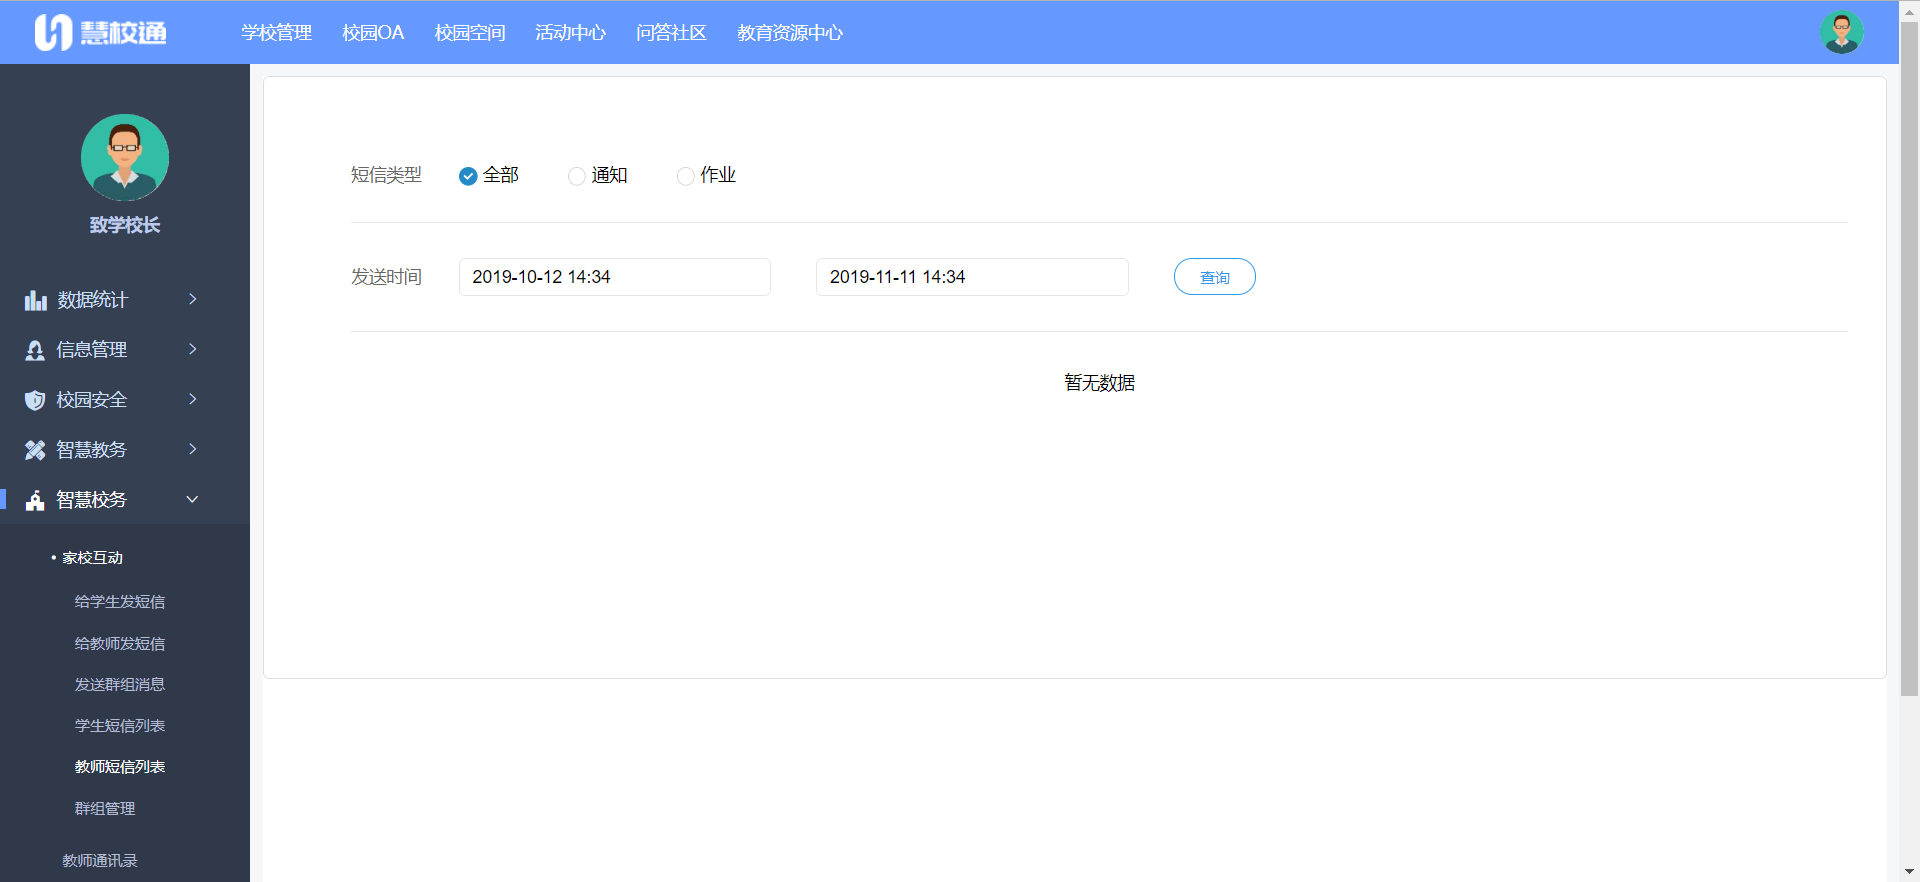 慧校通
学校管理 校园OA 校园空间 活动中心 问答社区 教育资源中心
致学校长
数据统计
信息管理
校园安全
智慧教务
智慧校务
• 家校互动
给学生发短信
给教师发短信
发送群组消息
学生短信列表
教师短信列表
群组管理
教师通讯录
短信类型 全部 通知 作业
发送时间 2019-10-12 14:34 2019-11-11 14:34 查询
暂无数据